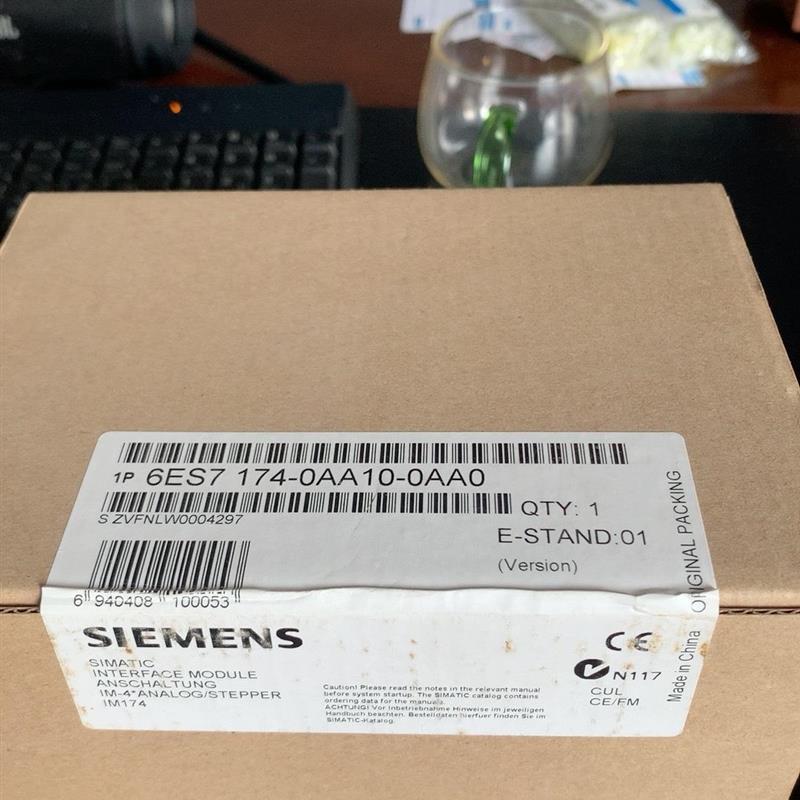 1P 6ES7 174-0AA10-0AA0
S ZVFNLW0004297
QTY: 1
E-STAND:01
(Version)
6 940408 100053
ORIGINAL PACKING
Made in China
SIEMENS
SIMATIC
INTERFACE MODULE
ANSCHALTUNG
IM-4*ANALOG/STEPPER
IM174
Caution! Please read the notes in the relevant manual
before system startup. The SIMATIC catalog contains
ordering data for the manuals.
ACHTUNG! Vor Inbetriebnahme Hinweise im jeweiligen
Handbuch beachten. Bestelldaten hierfuer finden Sie im
SIMATIC-Katalog.
CE
N117
CUL
CE/FM